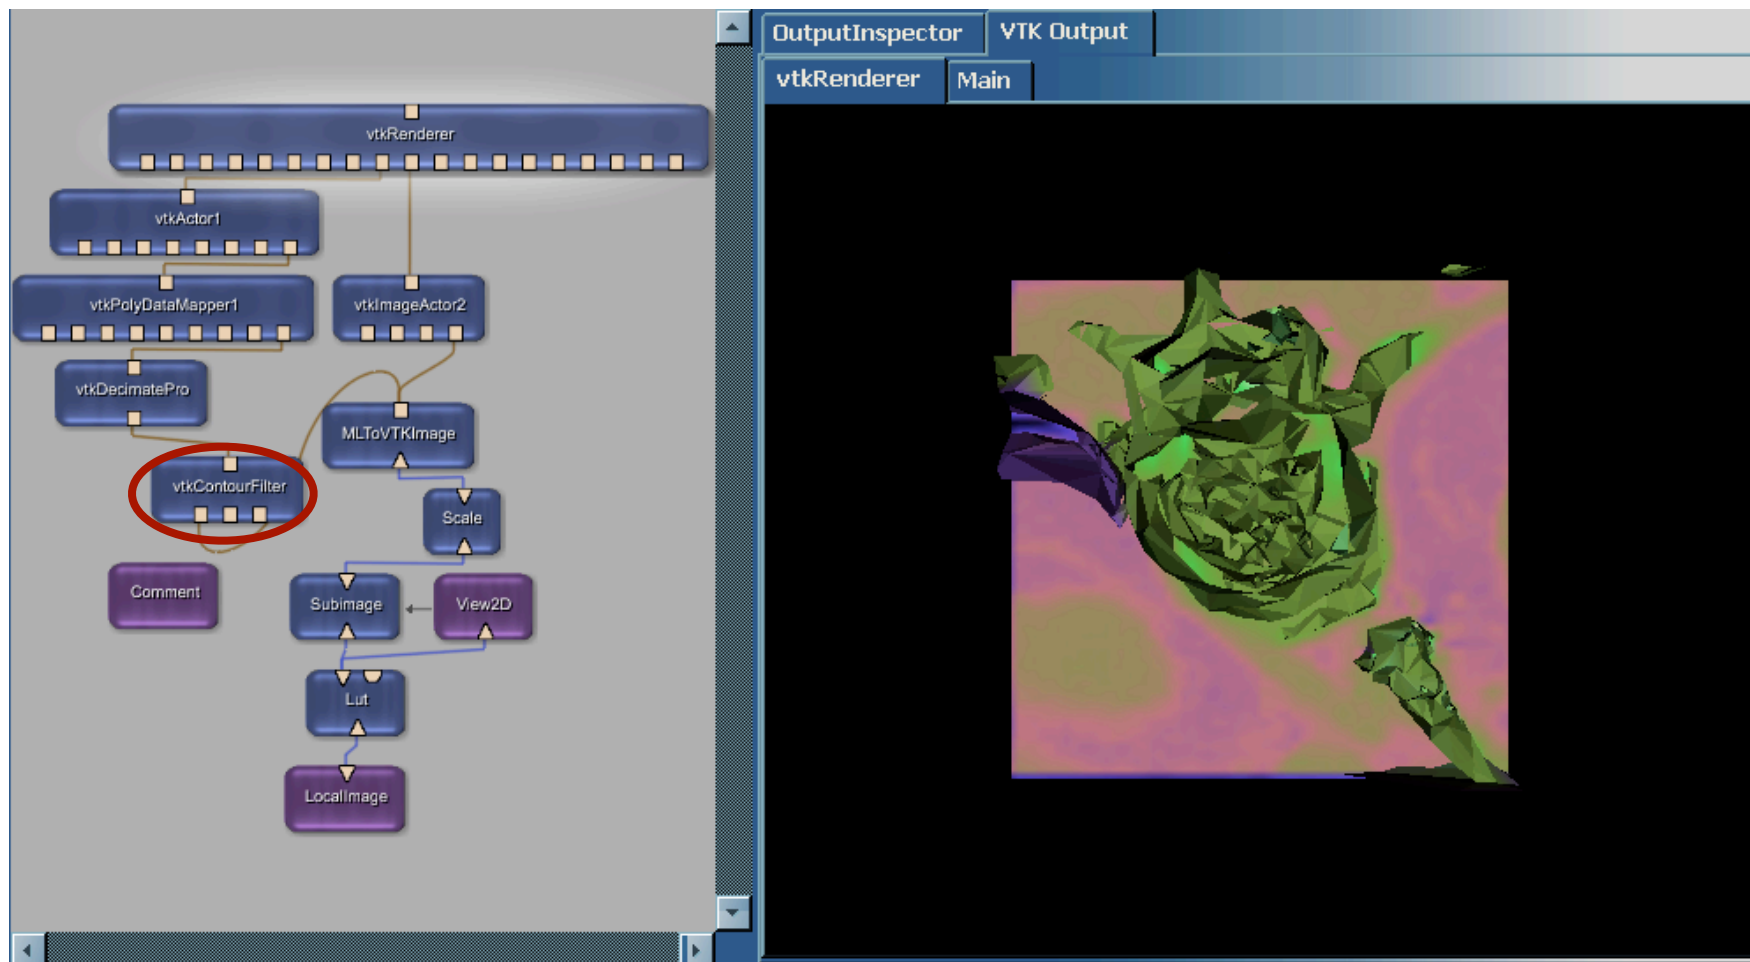 OutputInspector
VTK Output
vtkRenderer
Main
vtkRenderer
vtkActor1
vtkPolyDataMapper1
vtkImageActor2
vtkDecimatePro
MLToVTKImage
vtkContourFilter
Scale
Comment
SubImage
View2D
Lut
LocalImage